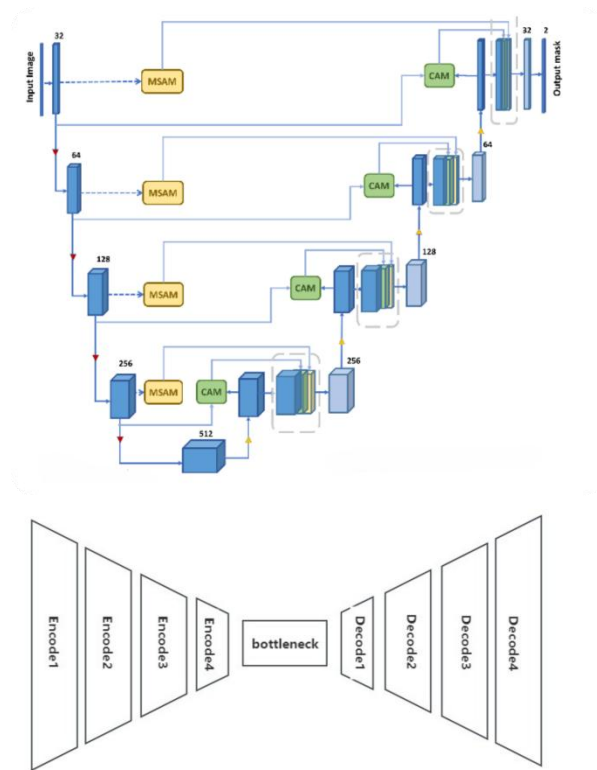 32
Input Image
MSAM
CAM
32
2
Output mask
64
MSAM
CAM
64
128
MSAM
CAM
128
256
MSAM
CAM
256
512
Encode1
Encode2
Encode3
Encode4
bottleneck
Decode1
Decode2
Decode3
Decode4